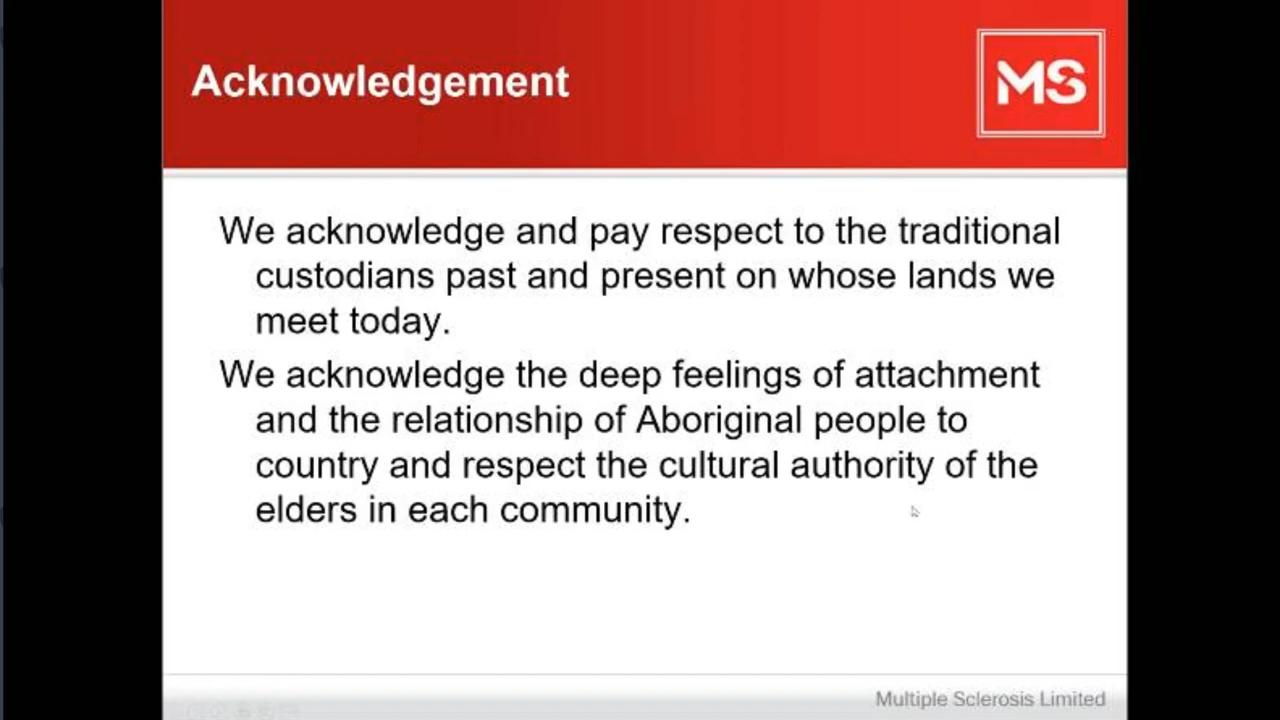 Acknowledgement
MS
We acknowledge and pay respect to the traditional
custodians past and present on whose lands we
meet today.
We acknowledge the deep feelings of attachment
and the relationship of Aboriginal people to
country and respect the cultural authority of the
elders in each community.
Multiple Sclerosis Limited